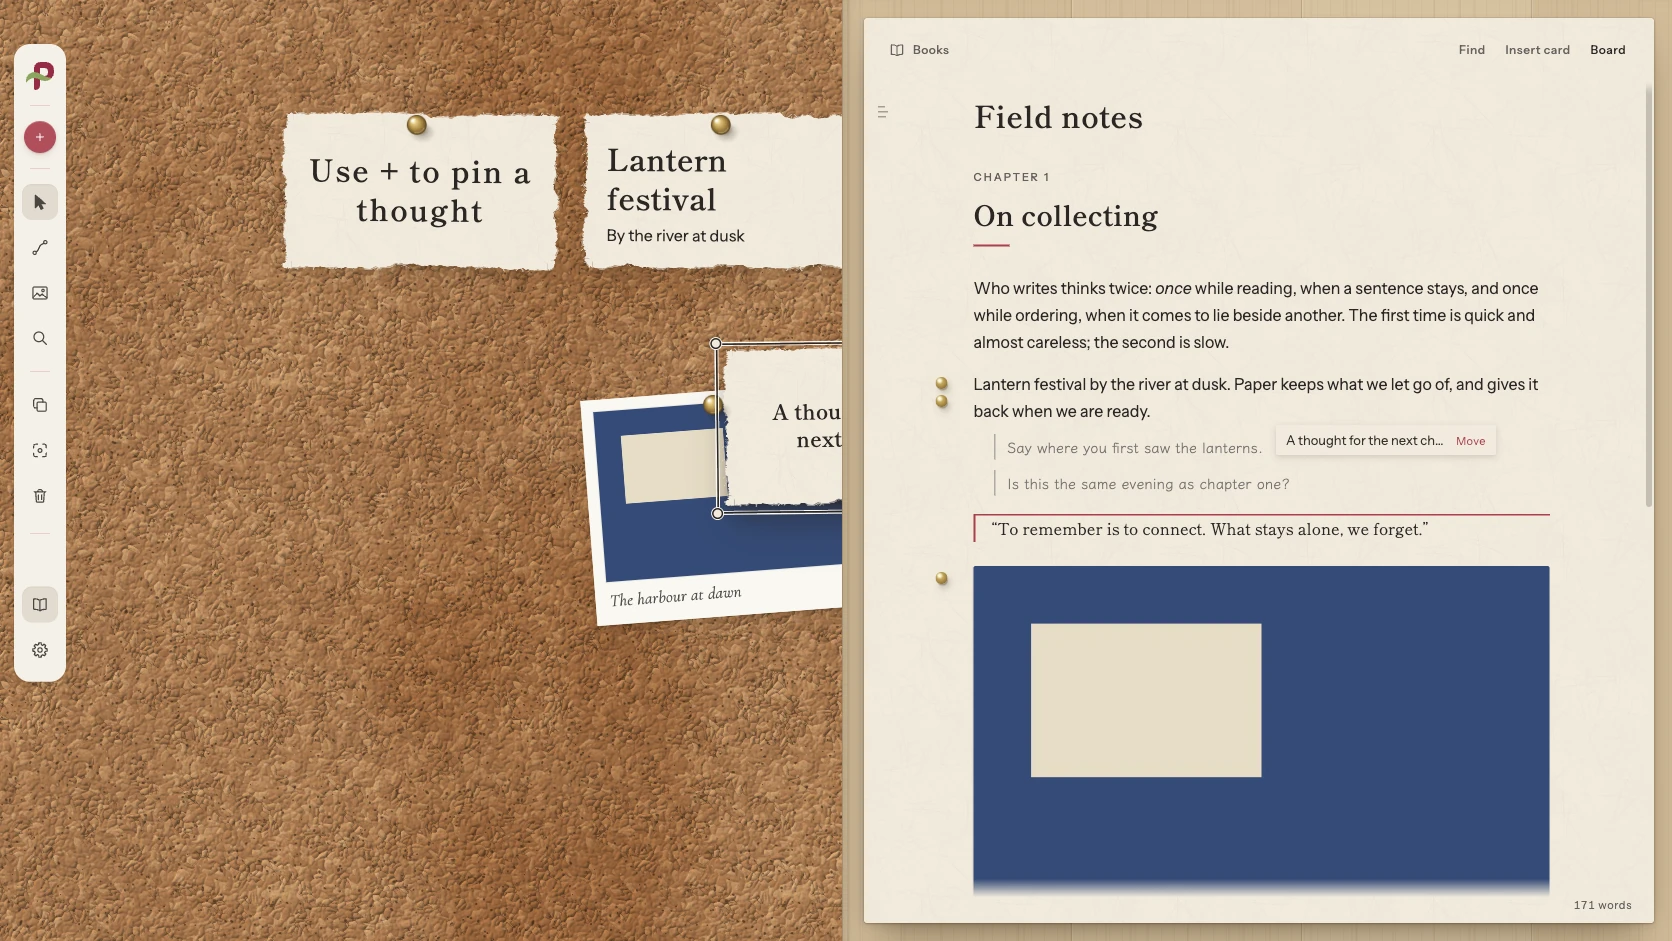 Use + to pin a
thought
Lantern
festival
By the river at dusk
A thou
next
The harbour at dawn
Books
Find
Insert card
Board
Field notes
CHAPTER 1
On collecting
Who writes thinks twice: once while reading, when a sentence stays, and once
while ordering, when it comes to lie beside another. The first time is quick and
almost careless; the second is slow.
Lantern festival by the river at dusk. Paper keeps what we let go of, and gives it
back when we are ready.
Say where you first saw the lanterns.
A thought for the next ch… Move
Is this the same evening as chapter one?
“To remember is to connect. What stays alone, we forget.”
171 words